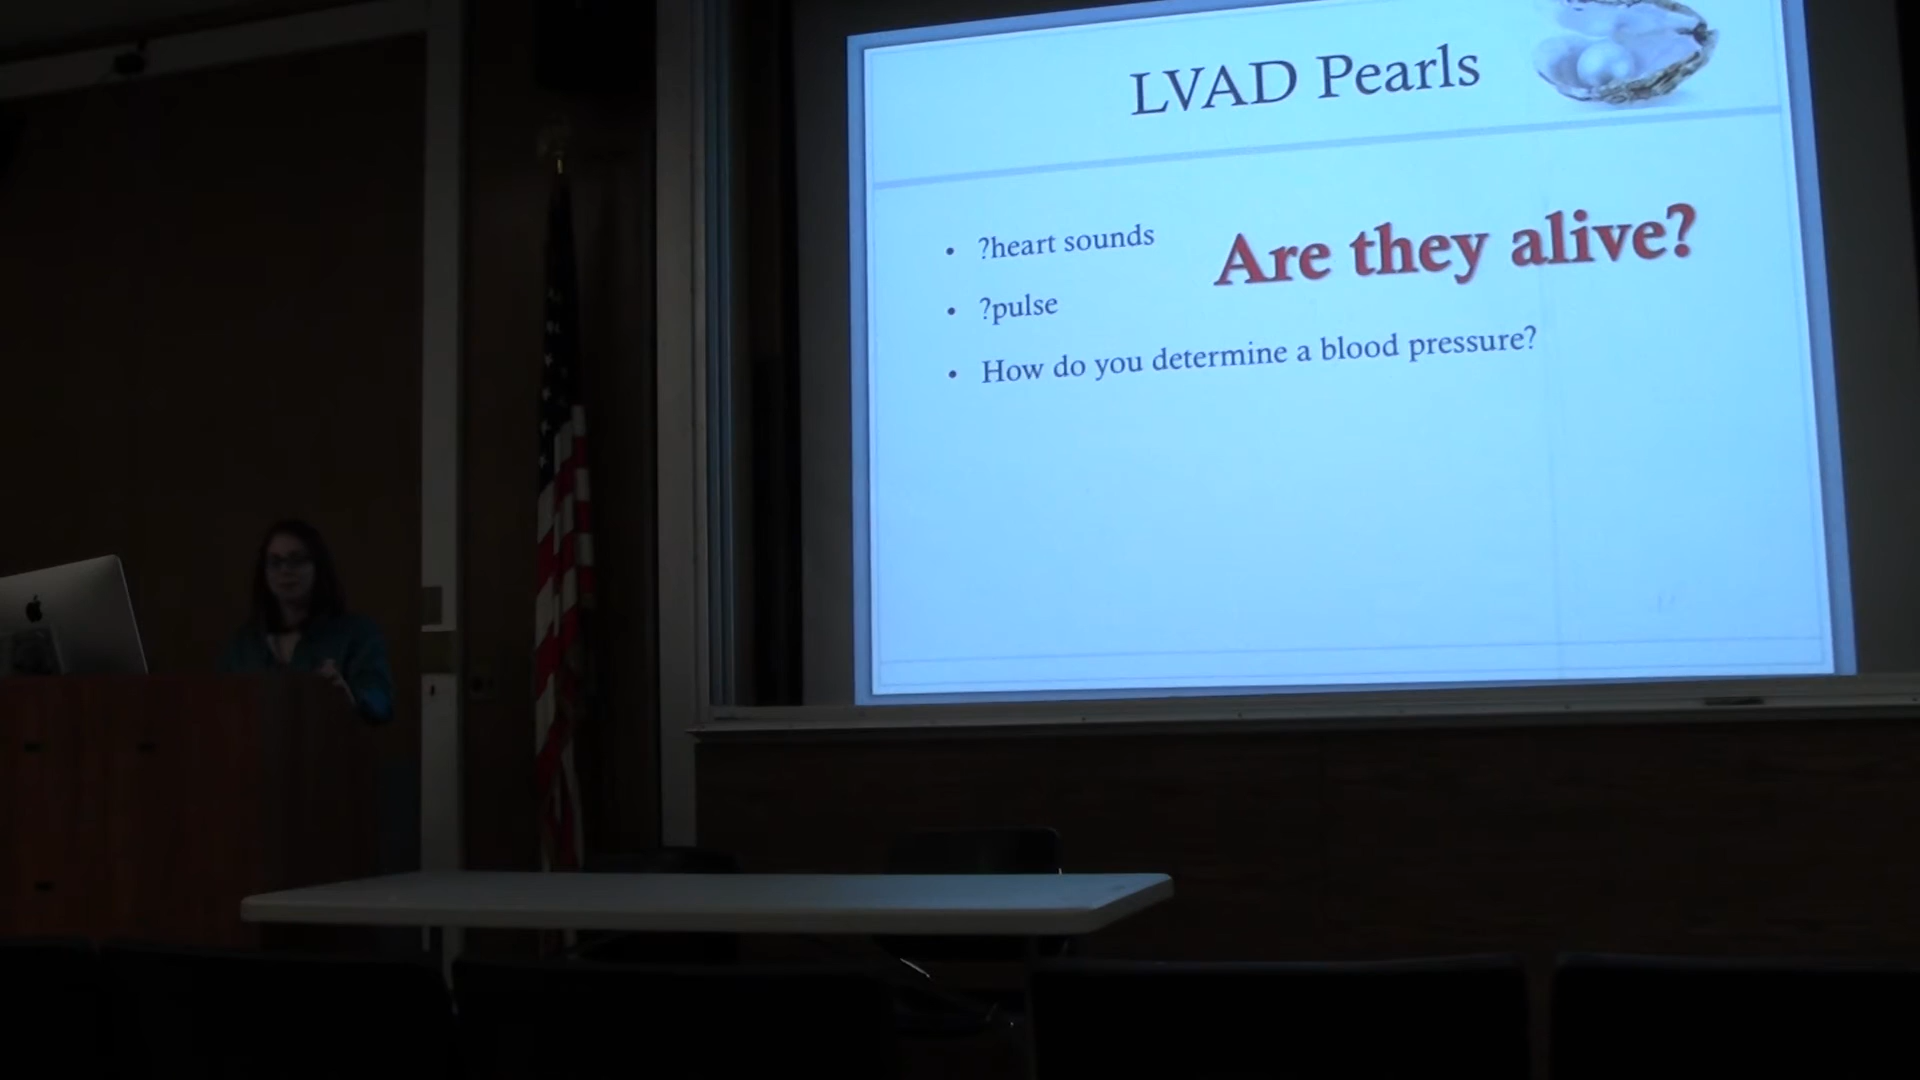 LVAD Pearls
?heart sounds
Are they alive?
?pulse
How do you determine a blood pressure?